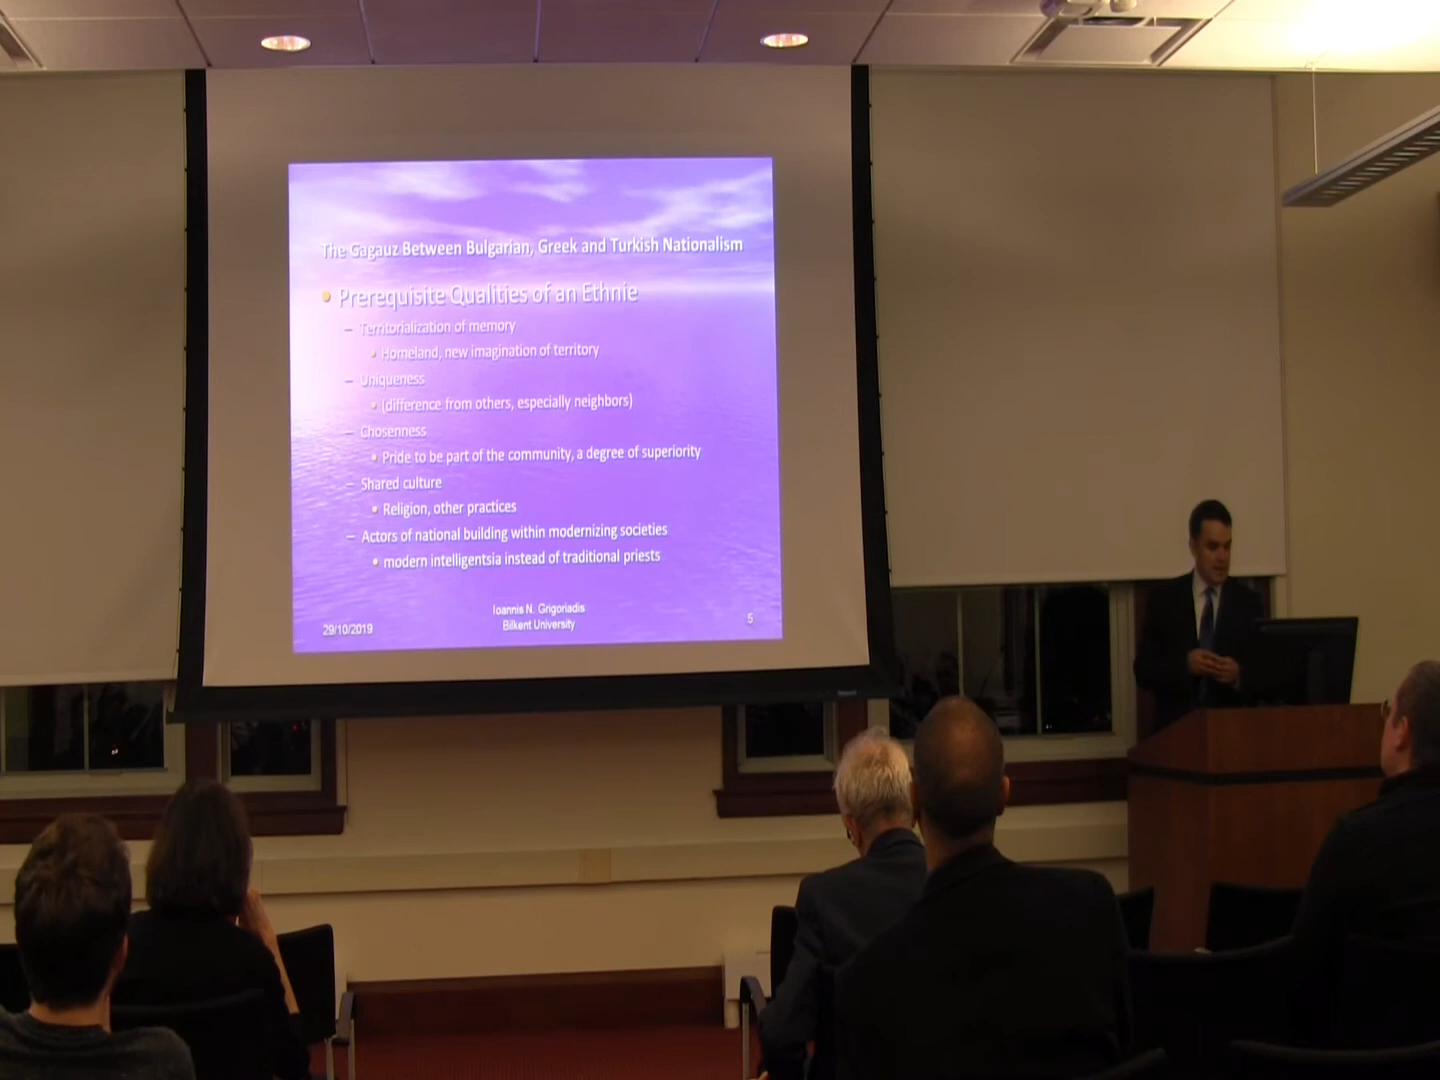 The Gagauz Between Bulgarian, Greek and Turkish Nationalism
• Prerequisite Qualities of an Ethnie
– Territorialization of memory
• Homeland, new imagination of territory
– Uniqueness
• (difference from others, especially neighbors)
– Chosenness
• Pride to be part of the community, a degree of superiority
– Shared culture
• Religion, other practices
– Actors of national building within modernizing societies
• modern intelligentsia instead of traditional priests
29/10/2019
Ioannis N. Grigoriadis
Bilkent University
5